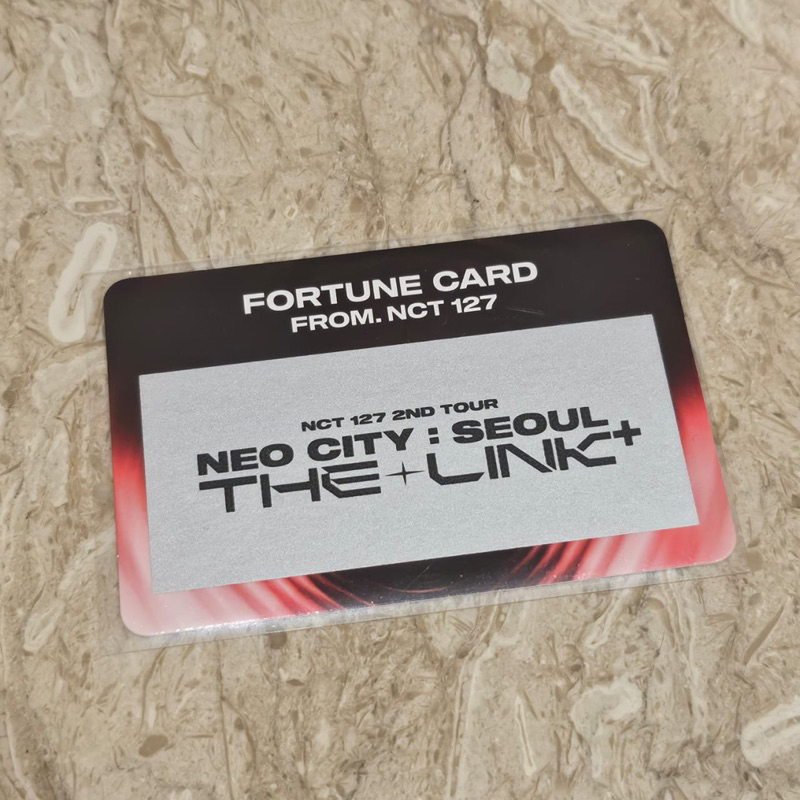 FORTUNE CARD
FROM. NCT 127
NCT 127 2ND TOUR
NEO CITY : SEOUL
THE LINK+